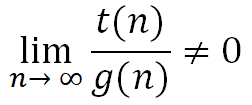 lim n→∞ t(n)/g(n) ≠ 0